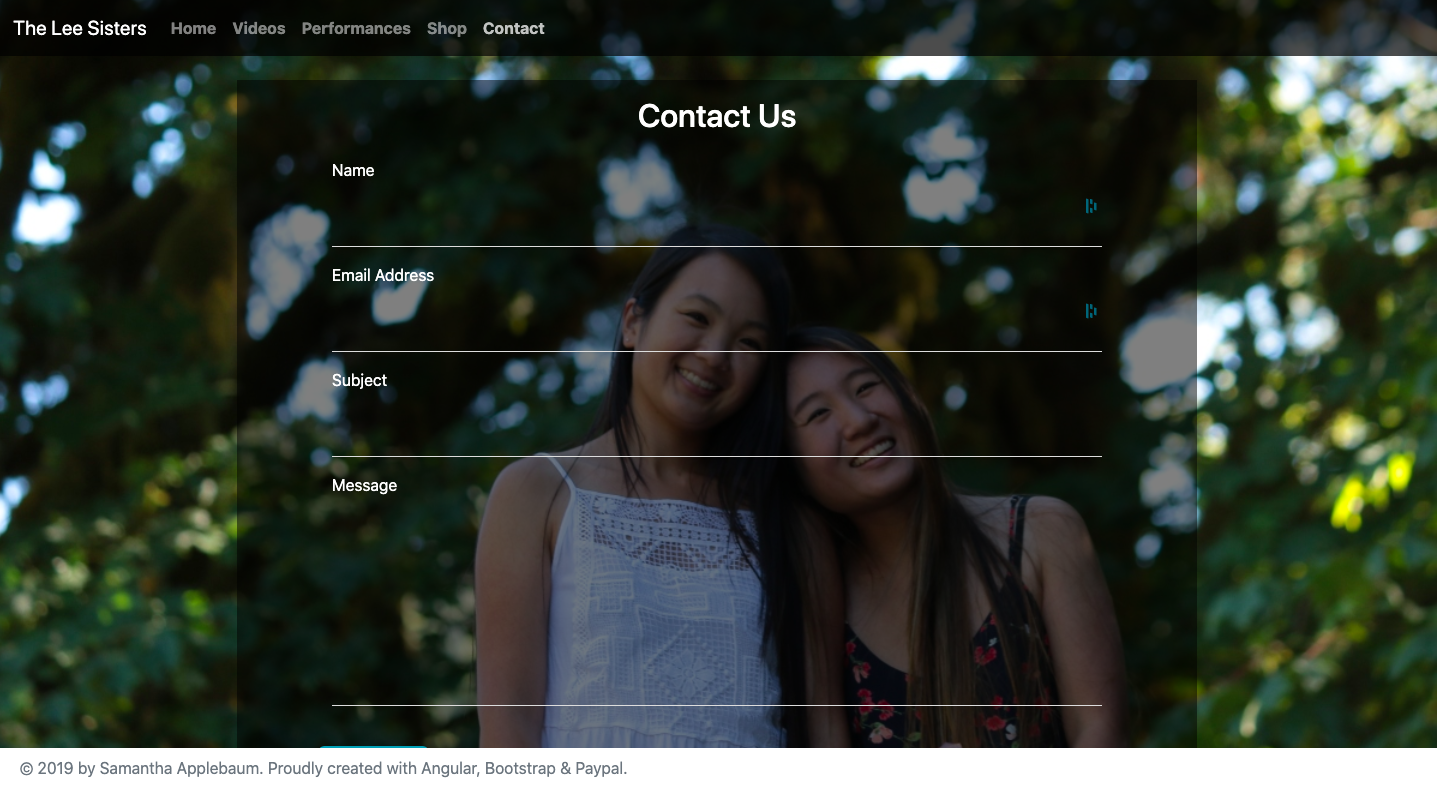 The Lee Sisters Home Videos Performances Shop Contact
Contact Us
Name
Email Address
Subject
Message
© 2019 by Samantha Applebaum. Proudly created with Angular, Bootstrap & Paypal.